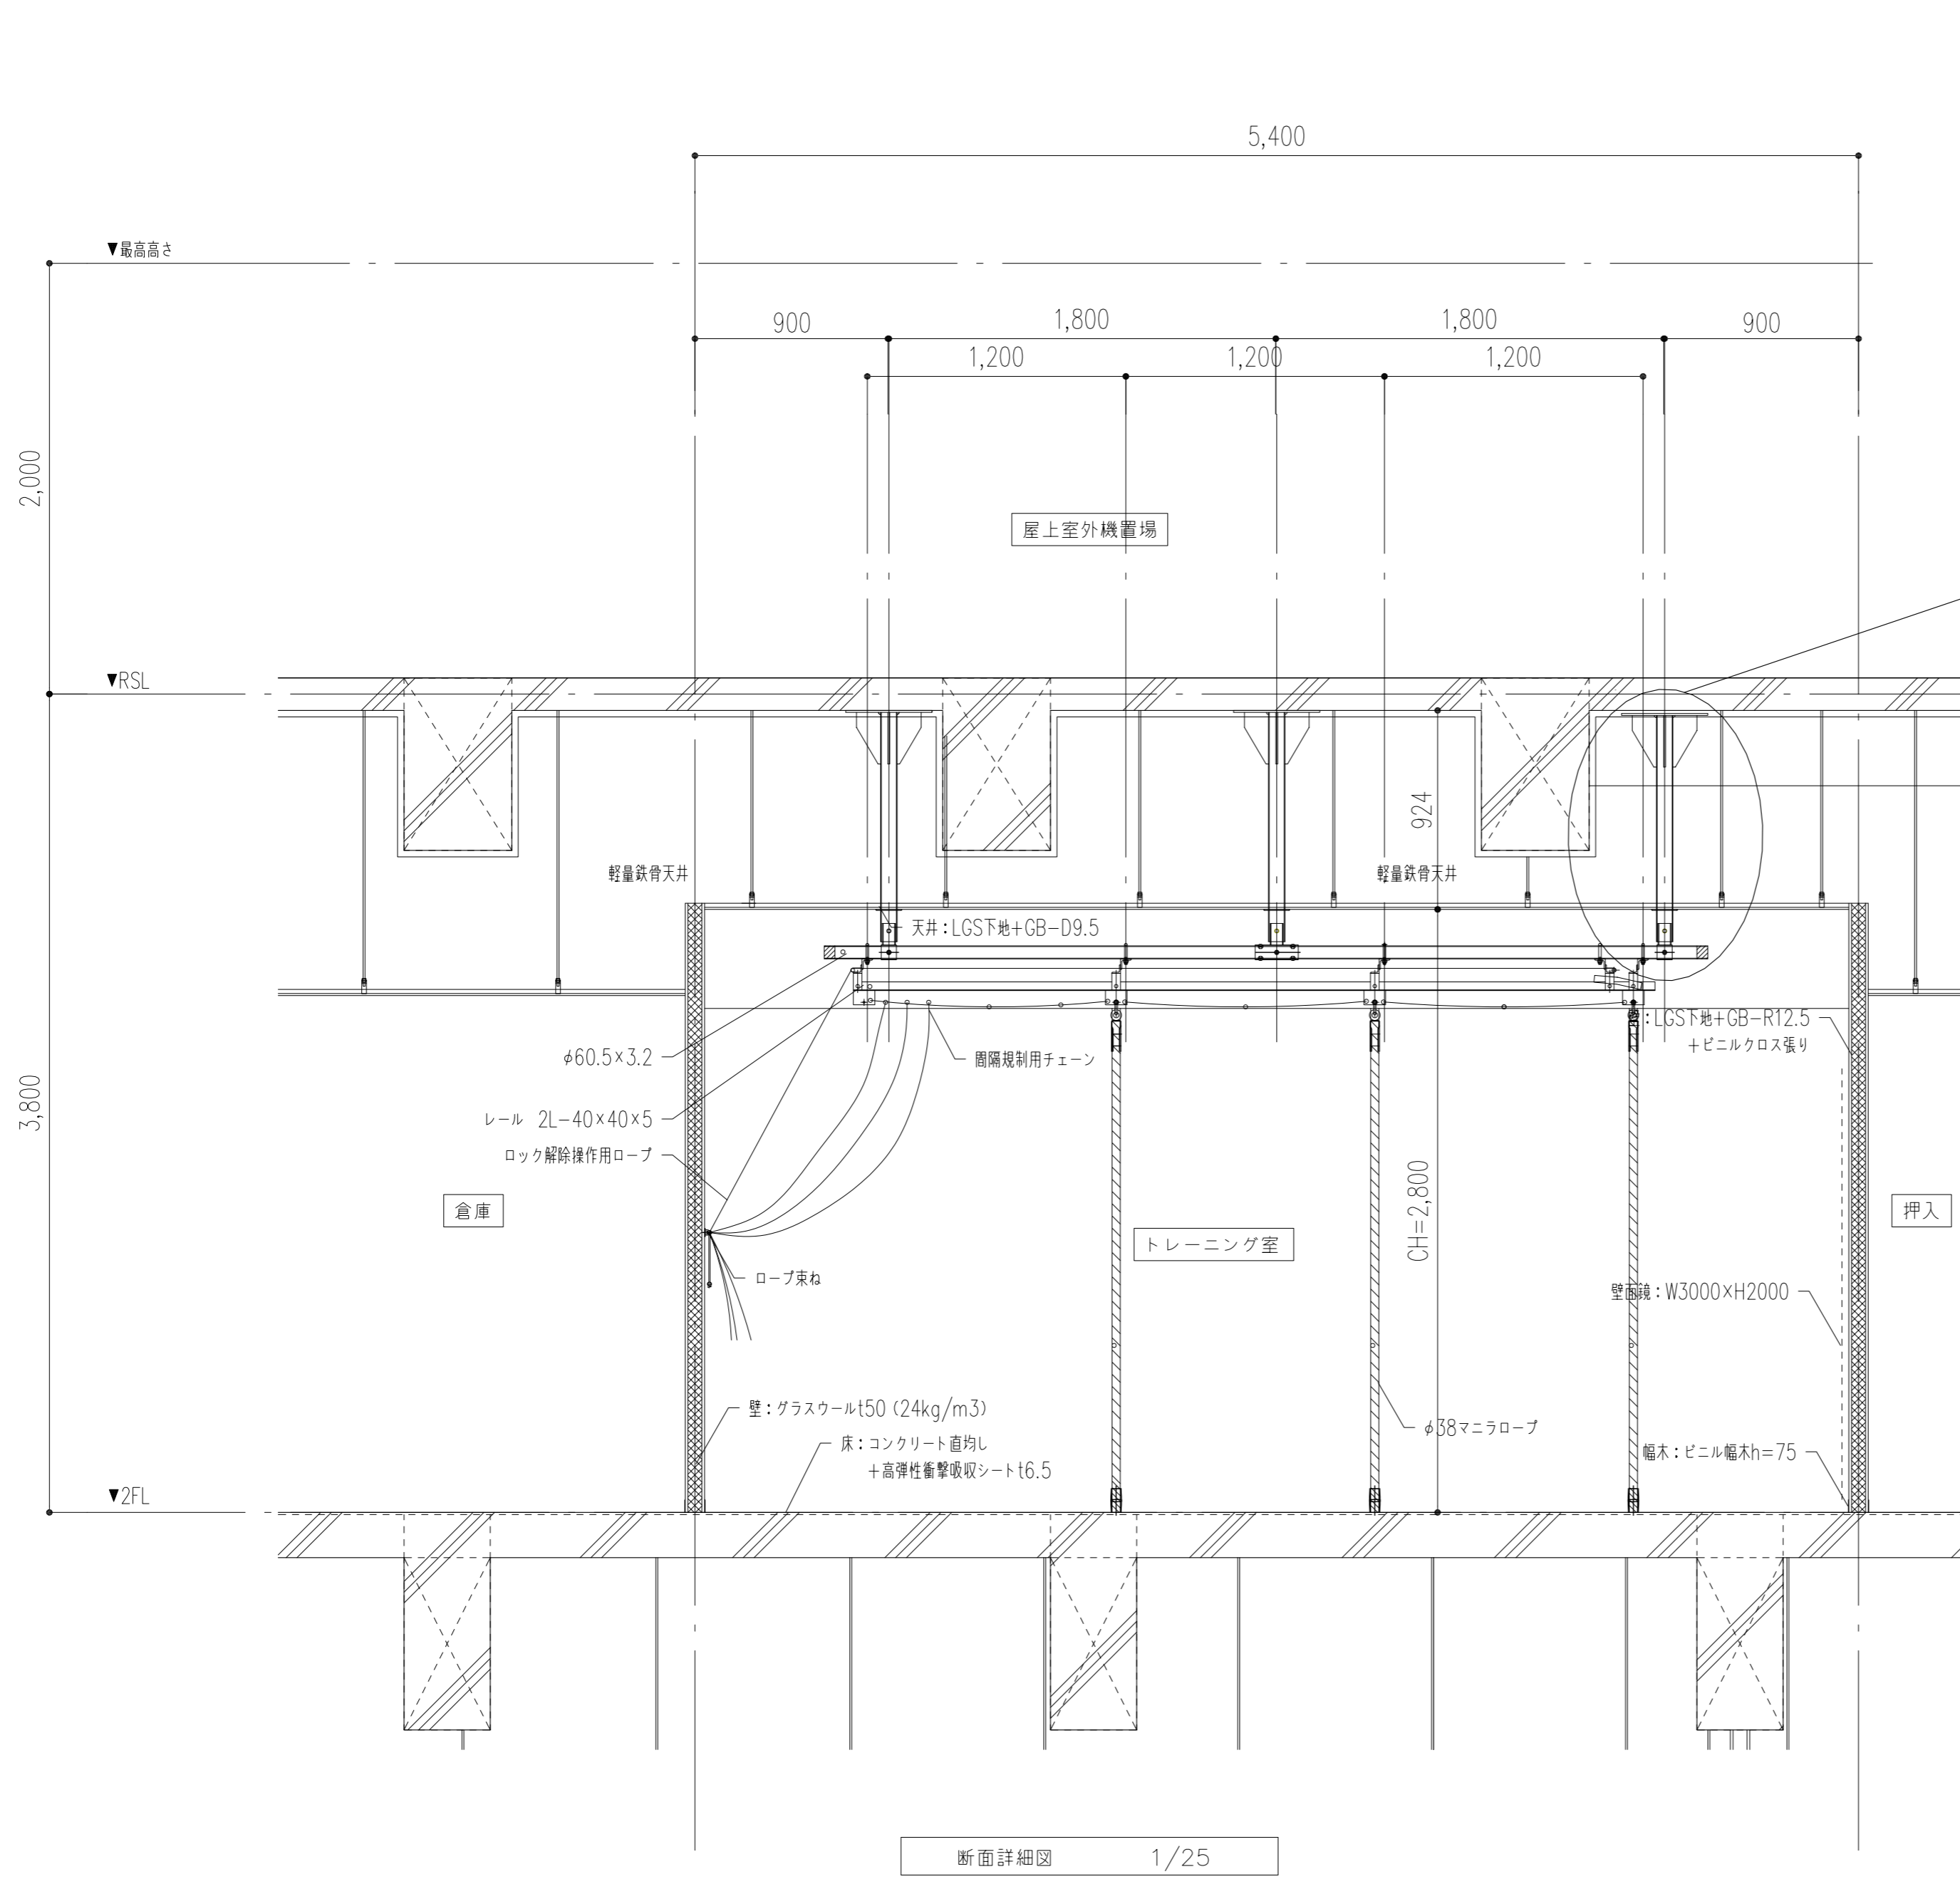 5,400
▼最高高さ
900
1,800
1,800
900
1,200
1,200
1,200
2,000
屋上室外機置場
▼RSL
924
軽量鉄骨天井
軽量鉄骨天井
天井：LGS下地+GB-D9.5
：LGS下地+GB-R12.5
+ビニルクロス張り
φ60.5×3.2
間隔規制用チェーン
3,800
レール 2L-40×40×5
ロック解除操作用ロープ
CH=2,800
倉庫
押入
トレーニング室
ロープ束ね
壁面鏡：W3000×H2000
壁：グラスウールt50 (24kg/m3)
φ38マニラロープ
床：コンクリート直均し
+高弾性衝撃吸収シートt6.5
幅木：ビニル幅木h=75
▼2FL
断面詳細図 1/25